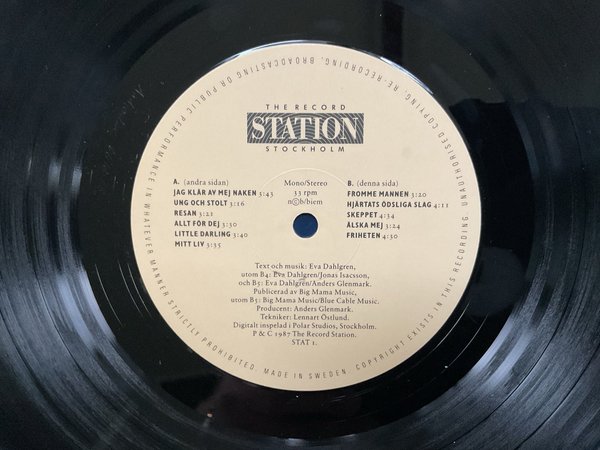 THE RECORD
STATION
STOCKHOLM
A. (andra sidan)
JAG KLÄR AV MEJ NAKEN 5:43
UNG OCH STOLT 3:16
RESAN 3:21
ALLT FÖR DEJ 3:30
LITTLE DARLING 3:40
MITT LIV 3:35
Mono/Stereo
33 rpm
n©b/biem
B. (denna sida)
FROMME MANNEN 3:20
HJÄRTATS ÖDSLIGA SLAG 4:11
SKEPPET 4:34
ÄLSKA MEJ 3:24
FRIHETEN 4:30
Text och musik: Eva Dahlgren,
utom B4: Eva Dahlgren/Jonas Isacsson,
och B5: Eva Dahlgren/Anders Glenmark.
Publicerad av Big Mama Music,
utom B5: Big Mama Music/Blue Cable Music.
Producent: Anders Glenmark.
Tekniker: Lennart Östlund.
Digitalt inspelad i Polar Studios, Stockholm.
P & C 1987 The Record Station.
STAT 1.
UNAUTHORISED COPYING, RE-RECORDING, BROADCASTING OR PUBLIC PERFORMANCE IN WHATEVER MANNER STRICTLY PROHIBITED. MADE IN SWEDEN. COPYRIGHT EXISTS IN THIS RECORDING.